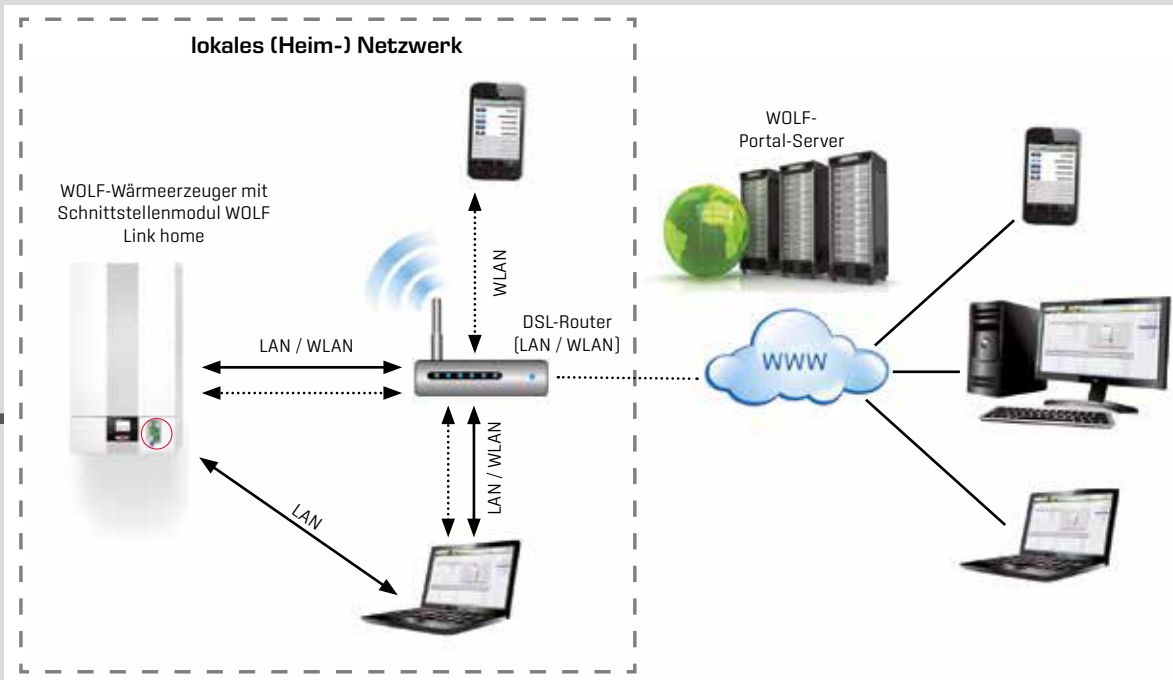 lokales (Heim-) Netzwerk
WOLF-Wärmeerzeuger mit
Schnittstellenmodul WOLF
Link home
LAN / WLAN
WLAN
DSL-Router
(LAN / WLAN)
LAN / WLAN
LAN
WOLF-
Portal-Server
WWW